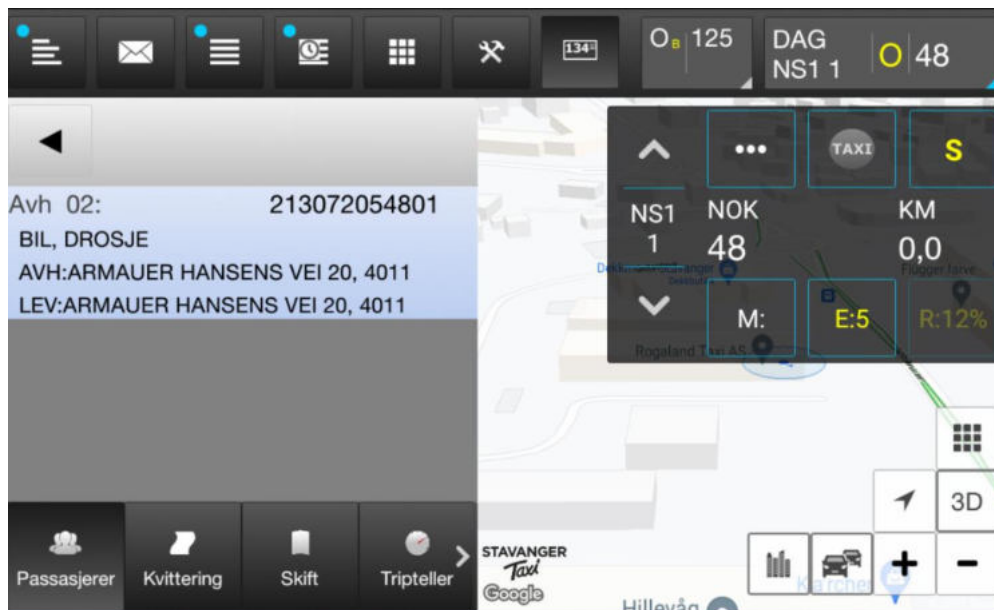 134
O B 125
DAG
NS1 1
O 48
Avh 02: 213072054801
BIL, DROSJE
AVH:ARMAUER HANSENS VEI 20, 4011
LEV:ARMAUER HANSENS VEI 20, 4011
TAXI
S
NS1
1
NOK
48
KM
0,0
M:
E:5
R:12%
Flügger farve
Rogaland Taxi AS
3D
Passasjerer
Kvittering
Skift
Tripteller
STAVANGER
Taxi
Google
Hillevåg